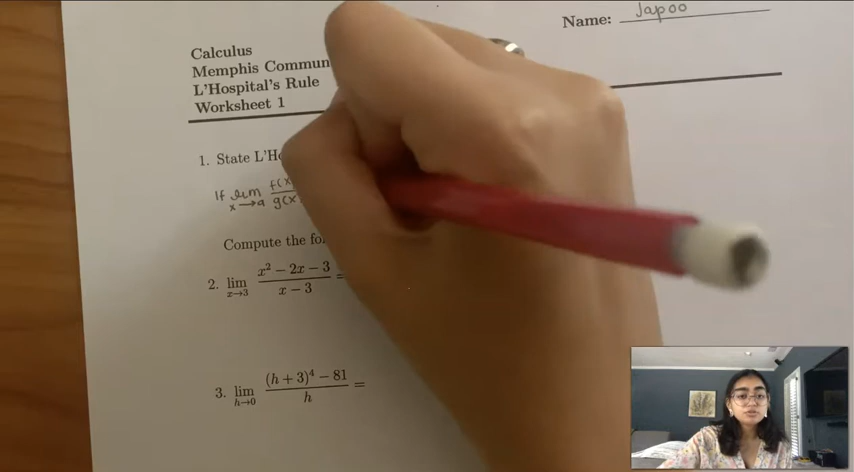 Name: Japoo
Calculus
Memphis Commun
L'Hospital's Rule
Worksheet 1
1. State L'Ho
If lim x→a f(x g(x
Compute the fo
2. lim x→3 x² − 2x − 3 / x − 3 =
3. lim h→0 (h + 3)⁴ − 81 / h =